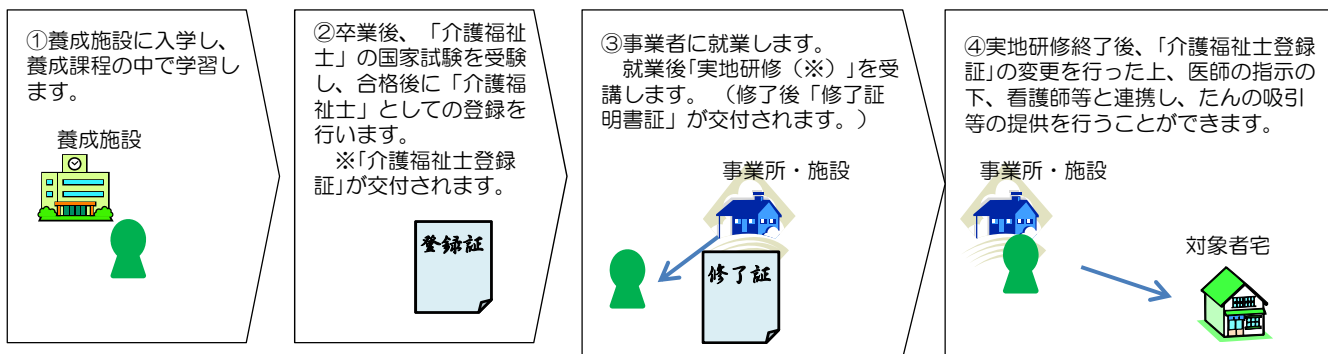 ①養成施設に入学し、
養成課程の中で学習し
ます。
養成施設
②卒業後、「介護福祉
士」の国家試験を受験
し、合格後に「介護福
祉士」としての登録を
行います。
※「介護福祉士登録
証」が交付されます。
登録証
③事業者に就業します。
就業後「実地研修（※）」を受
講します。（修了後「修了証
明書証」が交付されます。）
事業所・施設
修了証
④実地研修終了後、「介護福祉士登録
証」の変更を行った上、医師の指示の
下、看護師等と連携し、たんの吸引
等の提供を行うことができます。
事業所・施設
対象者宅